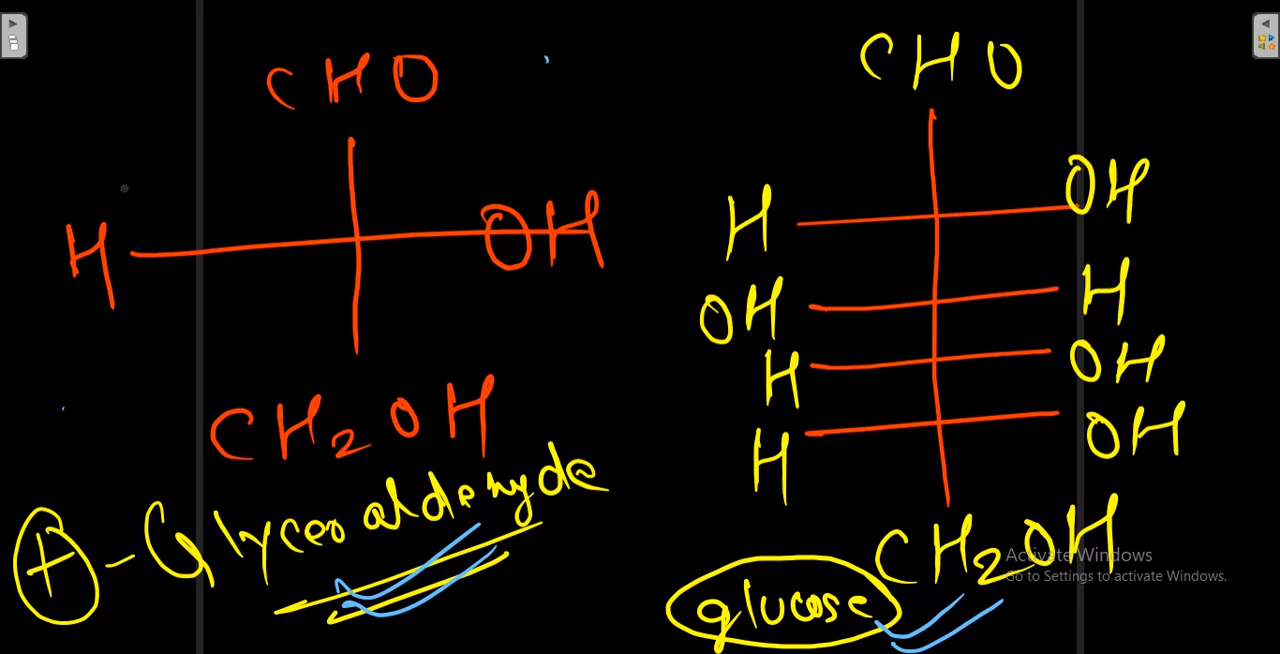 CHO
H OH
CH2OH
(+)-Glyceraldehyde
CHO
H OH
OH H
H OH
H OH
CH2OH
glucose
Activate Windows
Go to Settings to activate Windows.